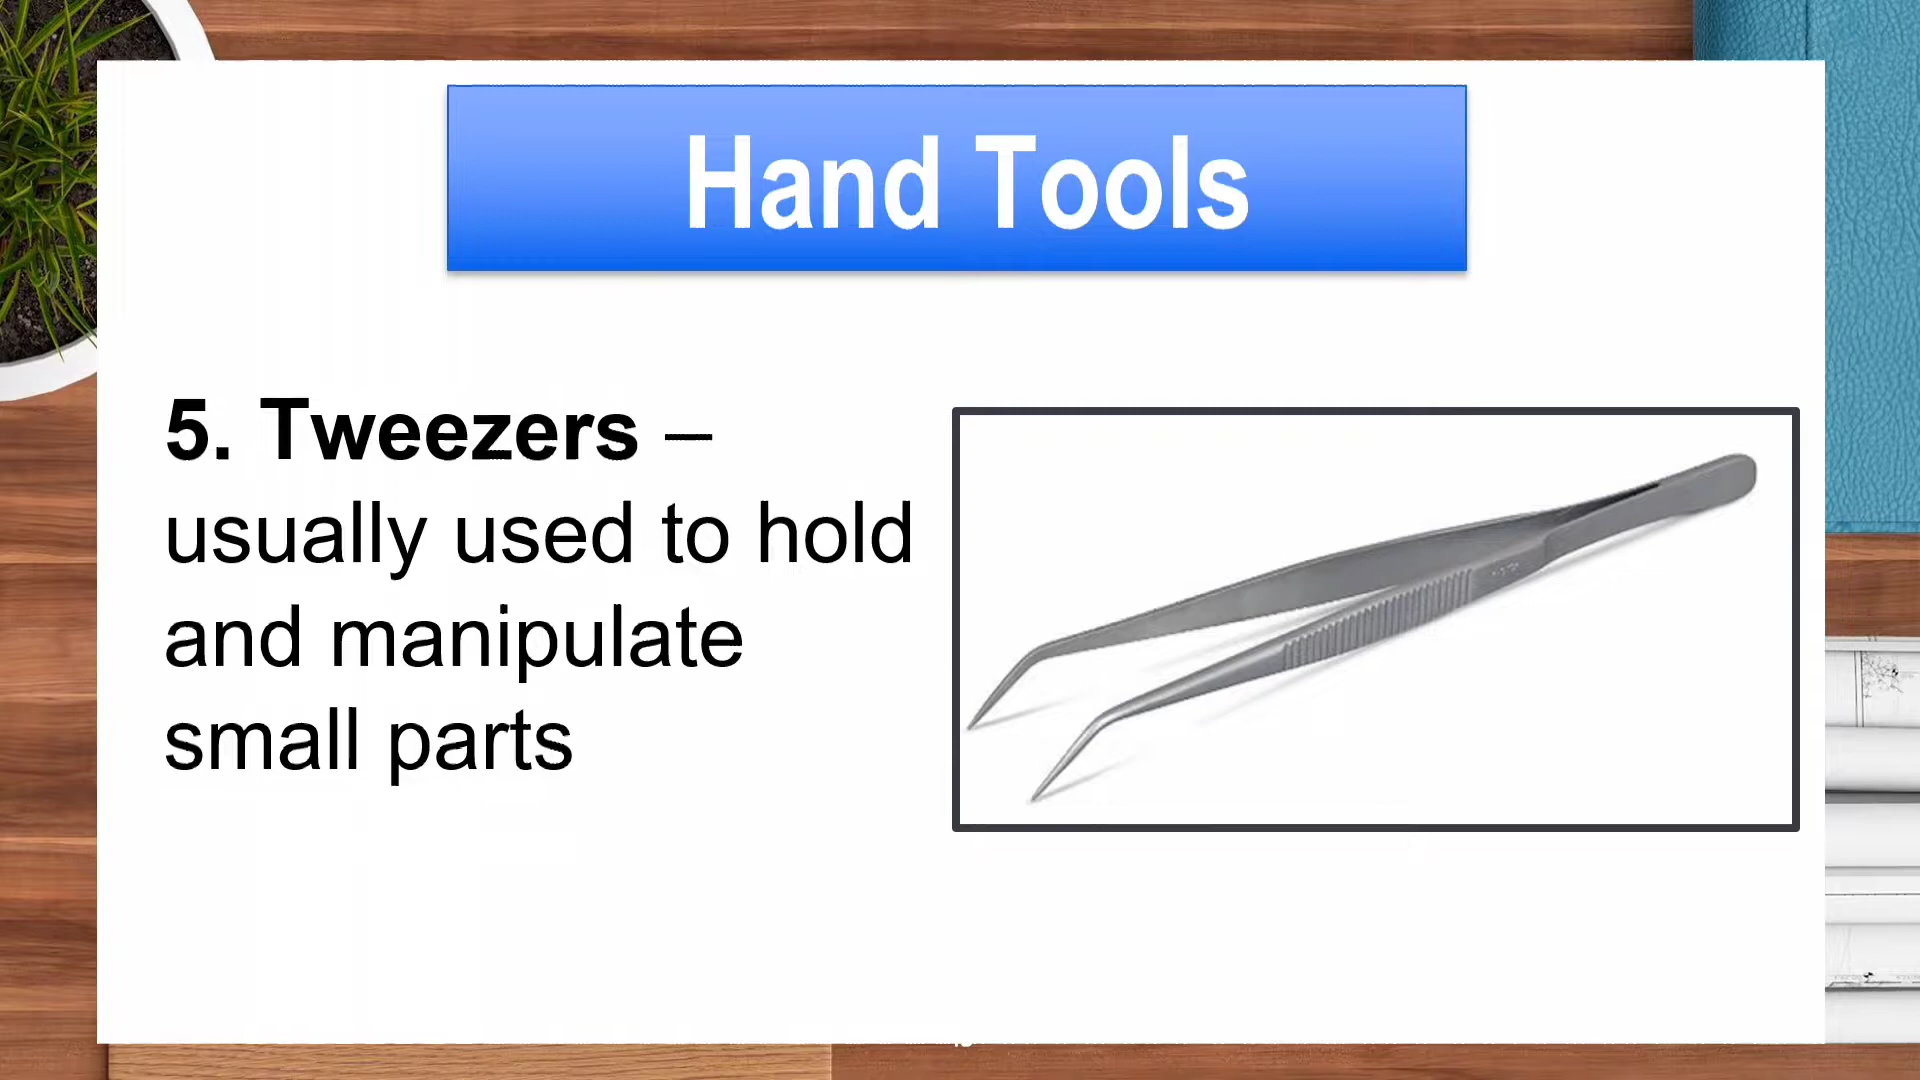 Hand Tools
5. Tweezers –
usually used to hold
and manipulate
small parts